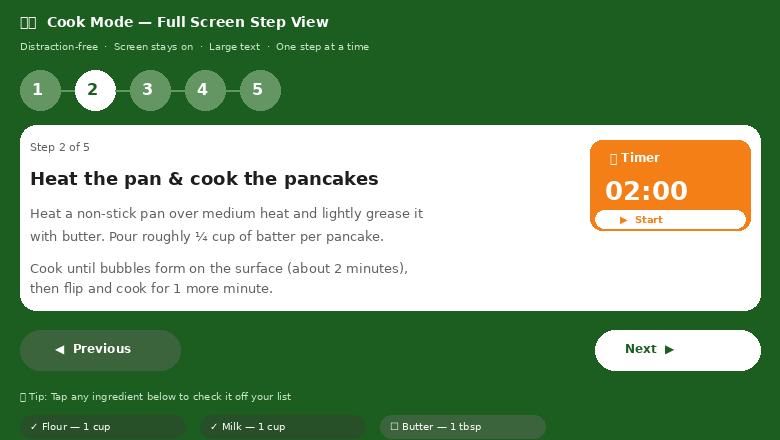 Cook Mode — Full Screen Step View
Distraction-free · Screen stays on · Large text · One step at a time
1 2 3 4 5
Step 2 of 5
Heat the pan & cook the pancakes
Heat a non-stick pan over medium heat and lightly grease it
with butter. Pour roughly ¼ cup of batter per pancake.
Cook until bubbles form on the surface (about 2 minutes),
then flip and cook for 1 more minute.
Timer
02:00
▶ Start
◀ Previous
Next ▶
Tip: Tap any ingredient below to check it off your list
✓ Flour — 1 cup
✓ Milk — 1 cup
☐ Butter — 1 tbsp